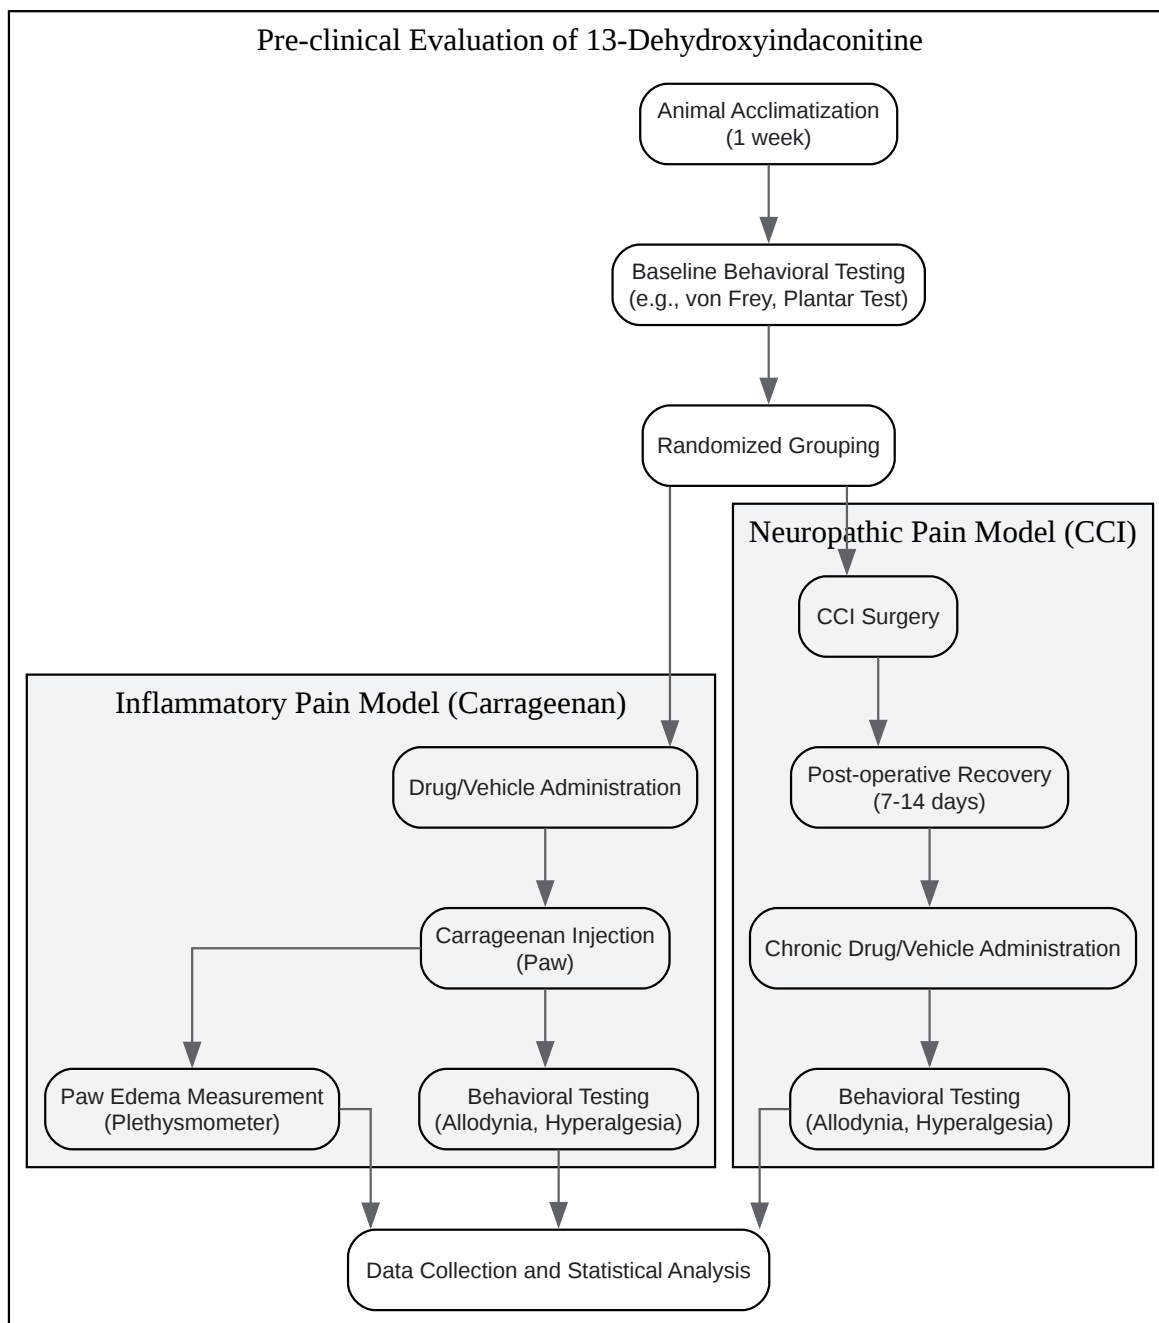 Pre-clinical Evaluation of 13-Dehydroxyindaconitine
Animal Acclimatization
(1 week)
Baseline Behavioral Testing
(e.g., von Frey, Plantar Test)
Randomized Grouping
Neuropathic Pain Model (CCI)
CCI Surgery
Post-operative Recovery
(7-14 days)
Chronic Drug/Vehicle Administration
Behavioral Testing
(Allodynia, Hyperalgesia)
Inflammatory Pain Model (Carrageenan)
Drug/Vehicle Administration
Carrageenan Injection
(Paw)
Paw Edema Measurement
(Plethysmometer)
Behavioral Testing
(Allodynia, Hyperalgesia)
Data Collection and Statistical Analysis